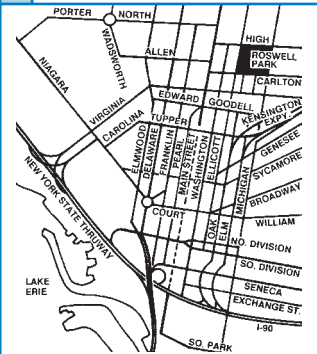 PORTER
NORTH
HIGH
WADSWORTH
ALLEN
ROSWELL
PARK
CARLTON
NIAGARA
VIRGINIA
EDWARD
GOODELL
KENSINGTON
EXPY.
CAROLINA
TUPPER
ELMWOOD
DELAWARE
FRANKLIN
PEARL
MAIN STREET
WASHINGTON
ELLICOTT
OAK
ELM
MICHIGAN
GENESEE
SYCAMORE
BROADWAY
COURT
WILLIAM
NO. DIVISION
SO. DIVISION
SENECA
EXCHANGE ST.
I-90
NEW YORK STATE THRUWAY
LAKE
ERIE
SO. PARK